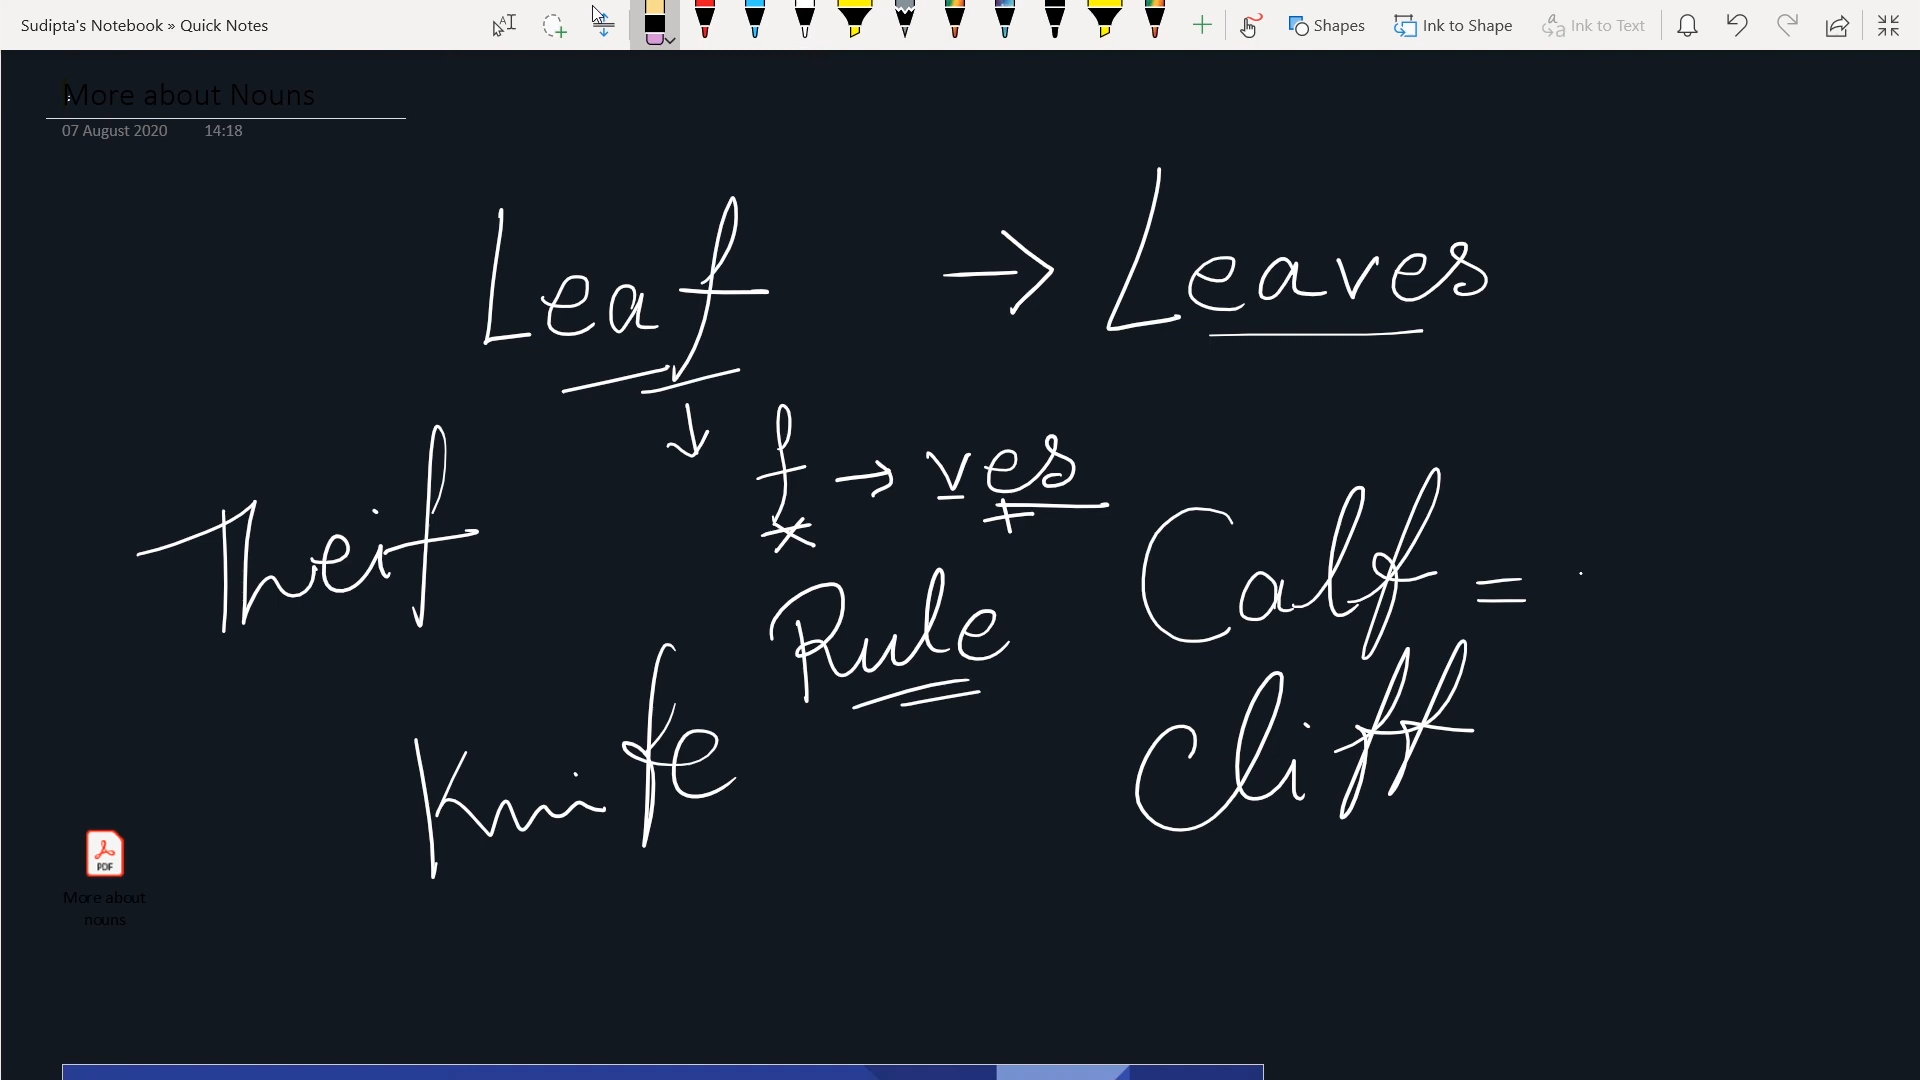 Sudipta's Notebook » Quick Notes
Shapes
Ink to Shape
Ink to Text
More about Nouns
07 August 2020 14:18
Leaf → Leaves
f → ves
Theif
Calf =
Rule
Knife
Cliff
PDF
More about
nouns